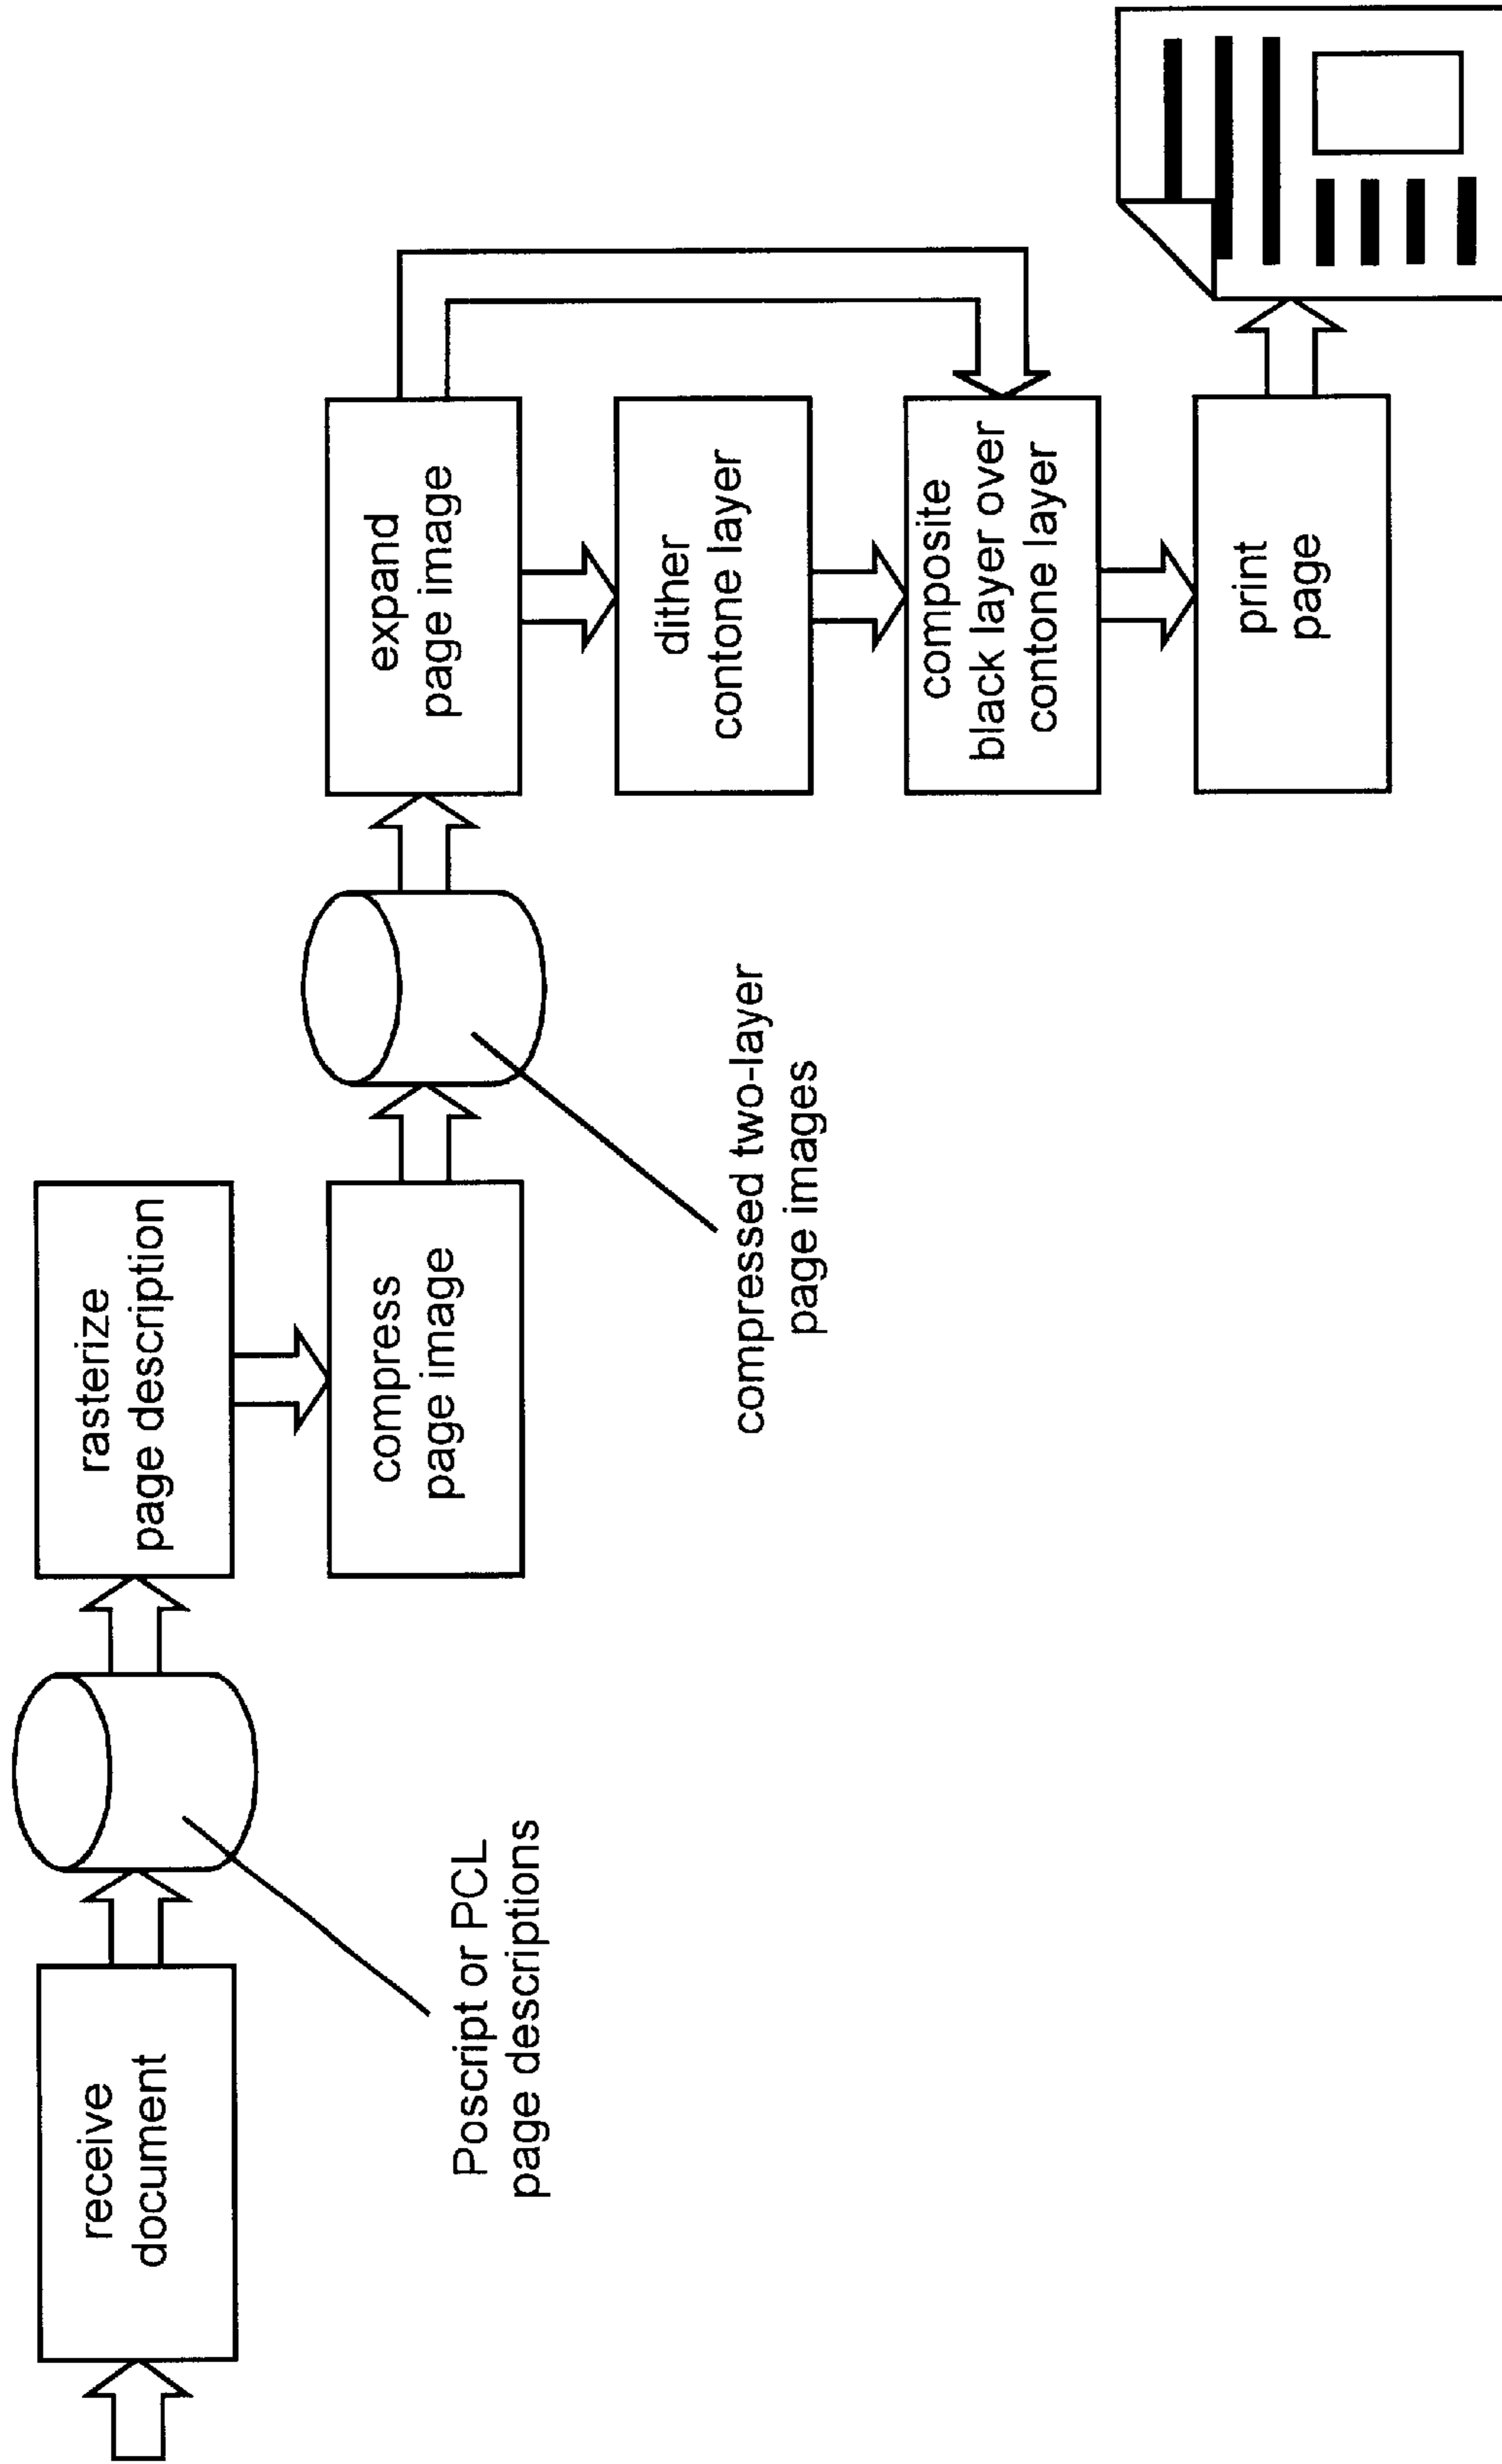 receive
document
Poscript or PCL
page descriptions
rasterize
page description
compress
page image
compressed two-layer
page images
expand
page image
dither
contone layer
composite
black layer over
contone layer
print
page